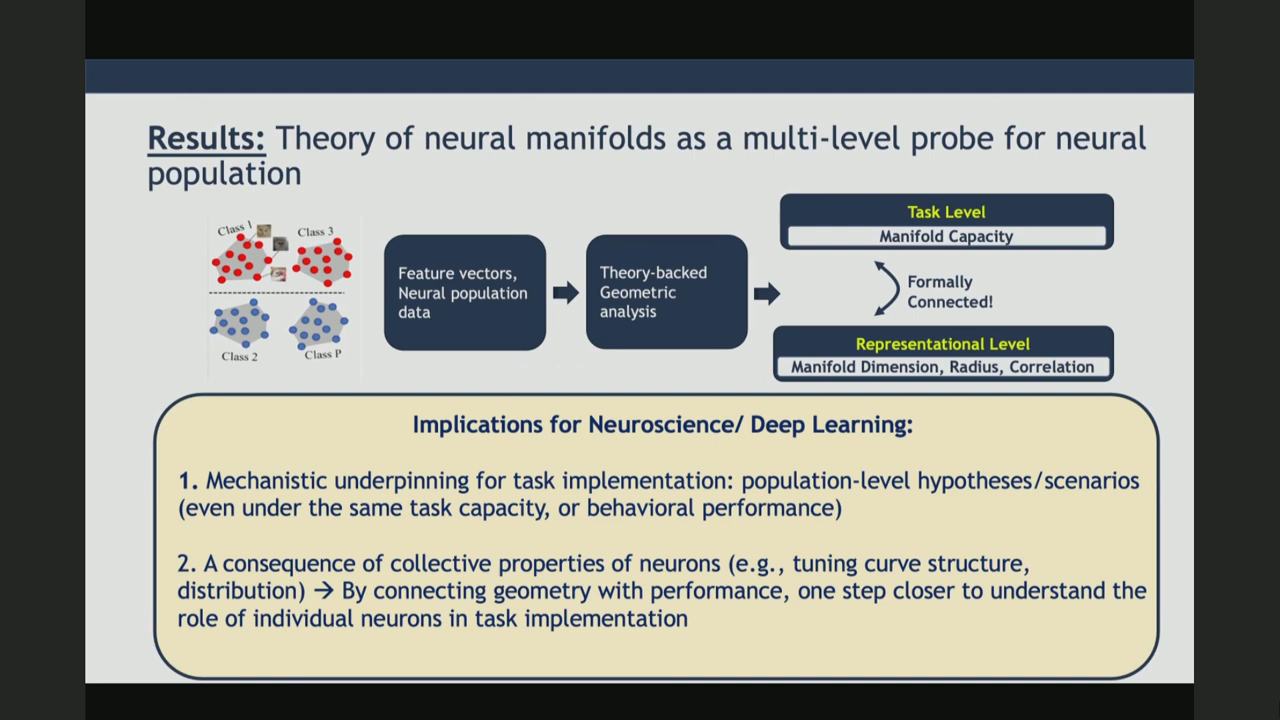 Results: Theory of neural manifolds as a multi-level probe for neural
population
Class 1
Class 3
Class 2
Class P
Feature vectors,
Neural population
data
Theory-backed
Geometric
analysis
Task Level
Manifold Capacity
Formally
Connected!
Representational Level
Manifold Dimension, Radius, Correlation
Implications for Neuroscience/ Deep Learning:
1. Mechanistic underpinning for task implementation: population-level hypotheses/scenarios
(even under the same task capacity, or behavioral performance)
2. A consequence of collective properties of neurons (e.g., tuning curve structure,
distribution) → By connecting geometry with performance, one step closer to understand the
role of individual neurons in task implementation